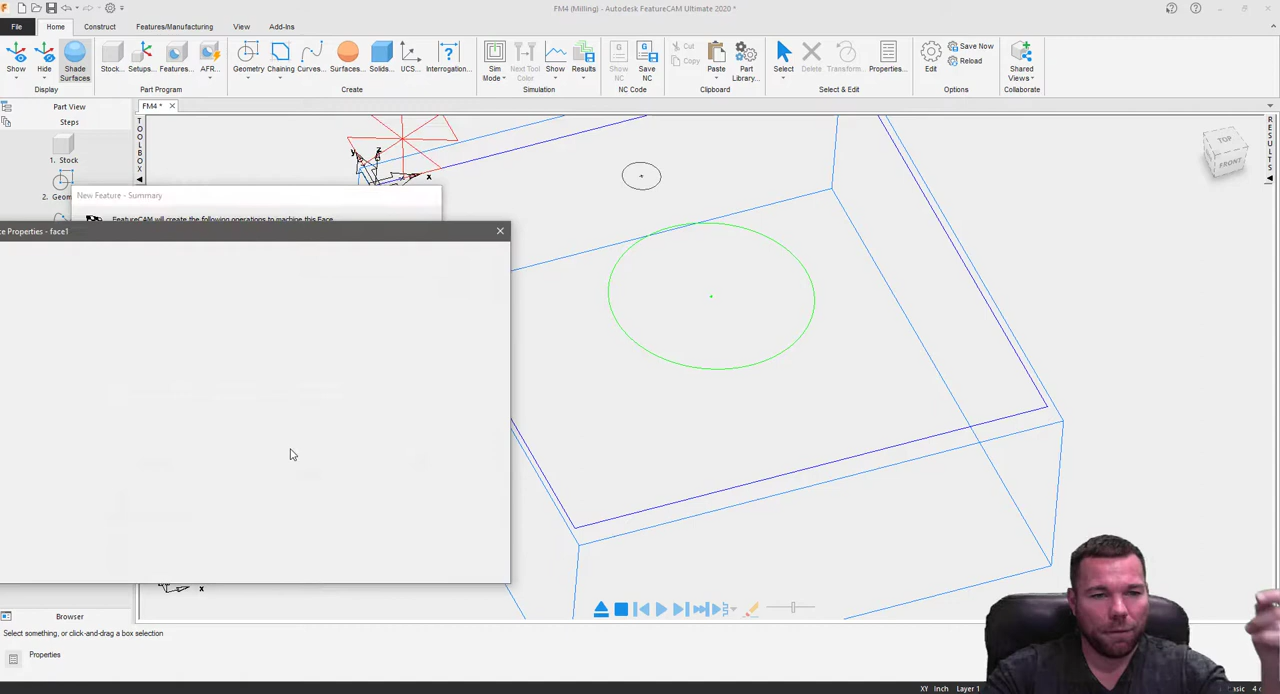 FM4 (Milling) - Autodesk FeatureCAM Ultimate 2020 *
File Home Construct Features/Manufacturing View Add-Ins
Show Hide Shade Surfaces
Stock.. Setups... Features.. AFR...
Geometry Chaining Curves Surfaces.. Solids... UCS... Interrogation...
Sim Mode Next Tool Color Show Results
Show NC Save NC
Cut
Copy
Paste Part Library...
Select Delete Transform... Properties...
Edit Save Now
Reload
Shared Views
Display Part Program Create Simulation NC Code Clipboard Select & Edit Options Collaborate
Part View
FM4 *
Steps
TOOLBOX
RESULTS
1. Stock
2. Geom
y z x
TOP
FRONT
New Feature - Summary
FeatureCAM will create the following operations to machine this Face.
ce Properties - face1
x
Browser
Select something, or click-and-drag a box selection
Properties
XY Inch Layer 1